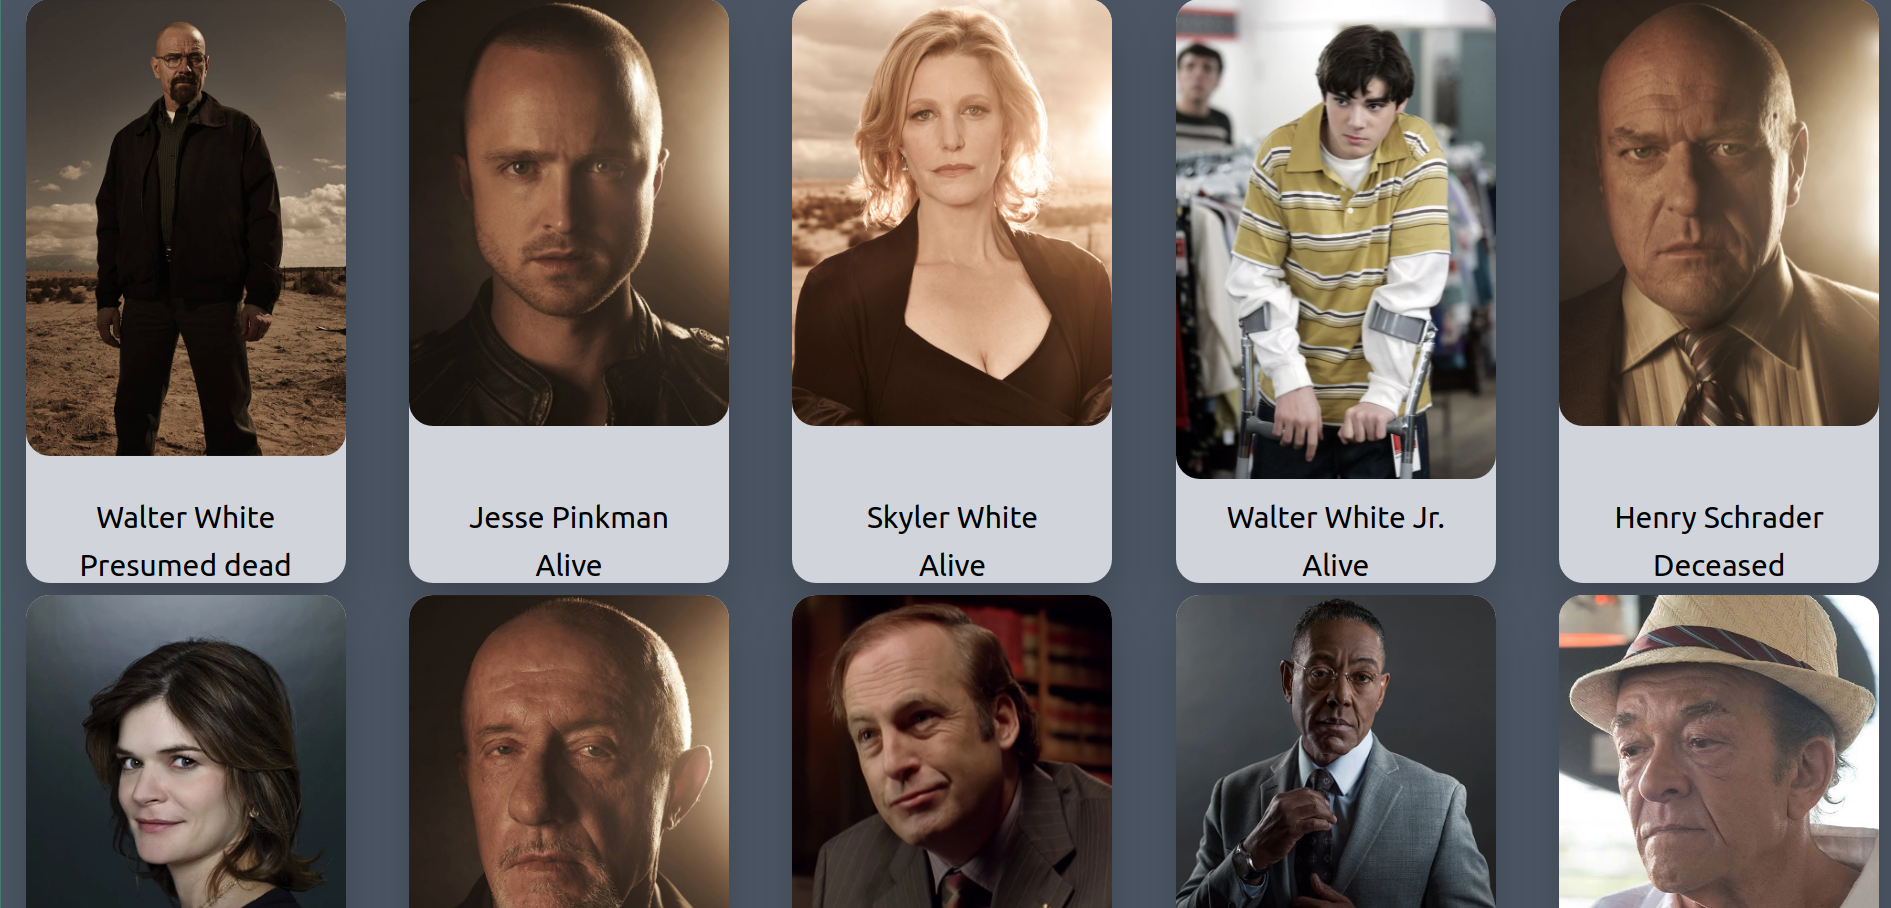 Walter White
Presumed dead
Jesse Pinkman
Alive
Skyler White
Alive
Walter White Jr.
Alive
Henry Schrader
Deceased